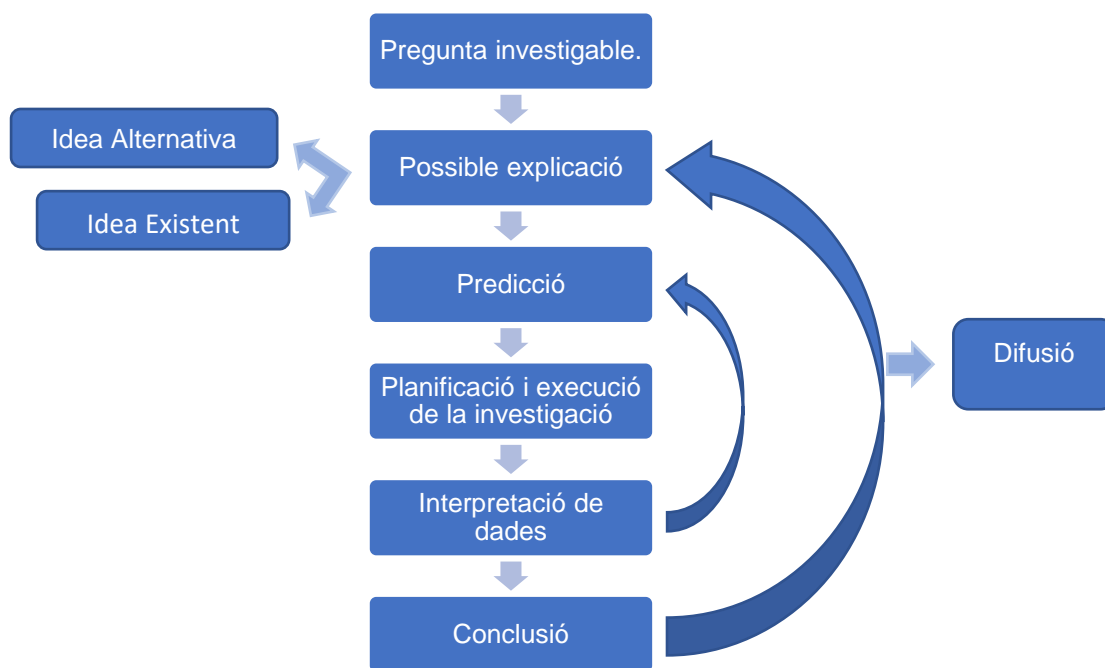 Pregunta investigable.
Idea Alternativa
Possible explicació
Idea Existent
Predicció
Difusió
Planificació i execució
de la investigació
Interpretació de
dades
Conclusió